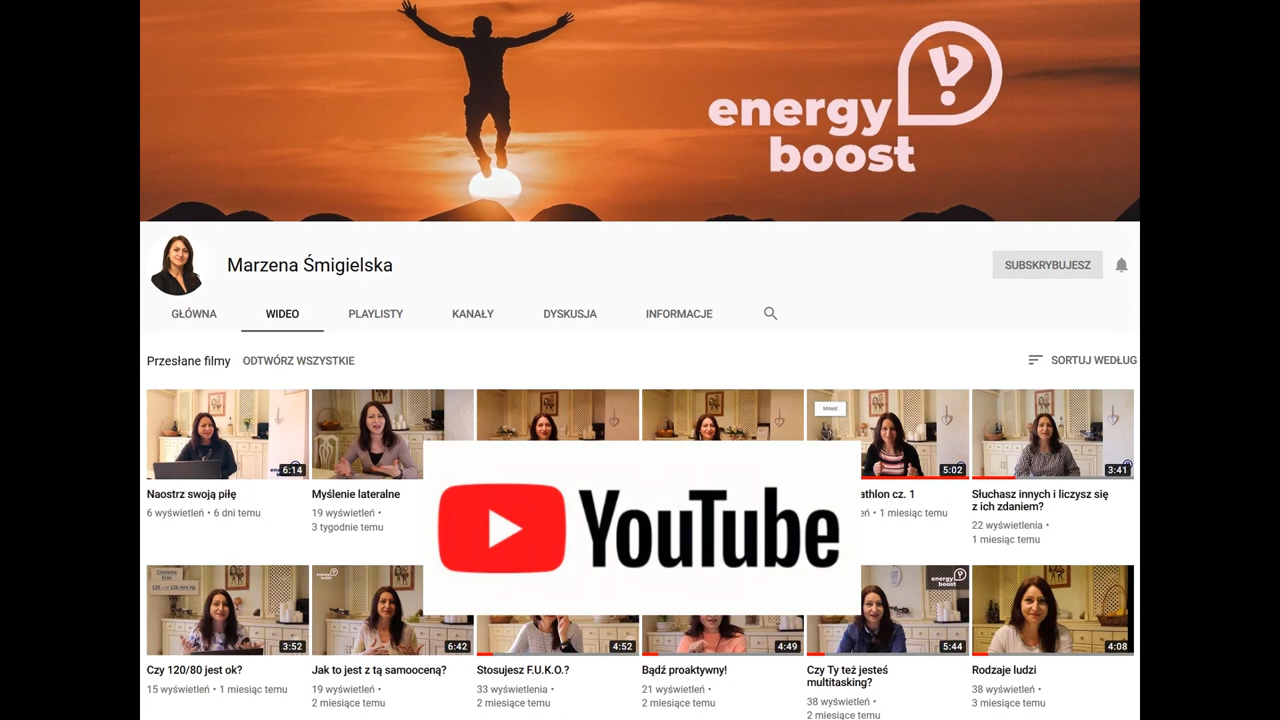 energy
boost
Marzena Śmigielska
SUBSKRYBUJESZ
GŁÓWNA
WIDEO
PLAYLISTY
KANAŁY
DYSKUSJA
INFORMACJE
Przesłane filmy
ODTWÓRZ WSZYSTKIE
SORTUJ WEDŁUG
6:14
5:02
3:41
Naostrz swoją piłę
6 wyświetleń • 6 dni temu
Myślenie lateralne
19 wyświetleń •
3 tygodnie temu
athlon cz. 1
• 1 miesiąc temu
Słuchasz innych i liczysz się
z ich zdaniem?
22 wyświetlenia •
1 miesiąc temu
YouTube
energy
boost
3:52
6:42
4:52
4:49
5:44
4:08
Czy 120/80 jest ok?
15 wyświetleń • 1 miesiąc temu
Jak to jest z tą samooceną?
19 wyświetleń •
2 miesiące temu
Stosujesz F.U.K.O.?
33 wyświetlenia •
2 miesiące temu
Bądź proaktywny!
21 wyświetleń •
2 miesiące temu
Czy Ty też jesteś
multitasking?
38 wyświetleń •
2 miesiące temu
Rodzaje ludzi
38 wyświetleń •
3 miesiące temu